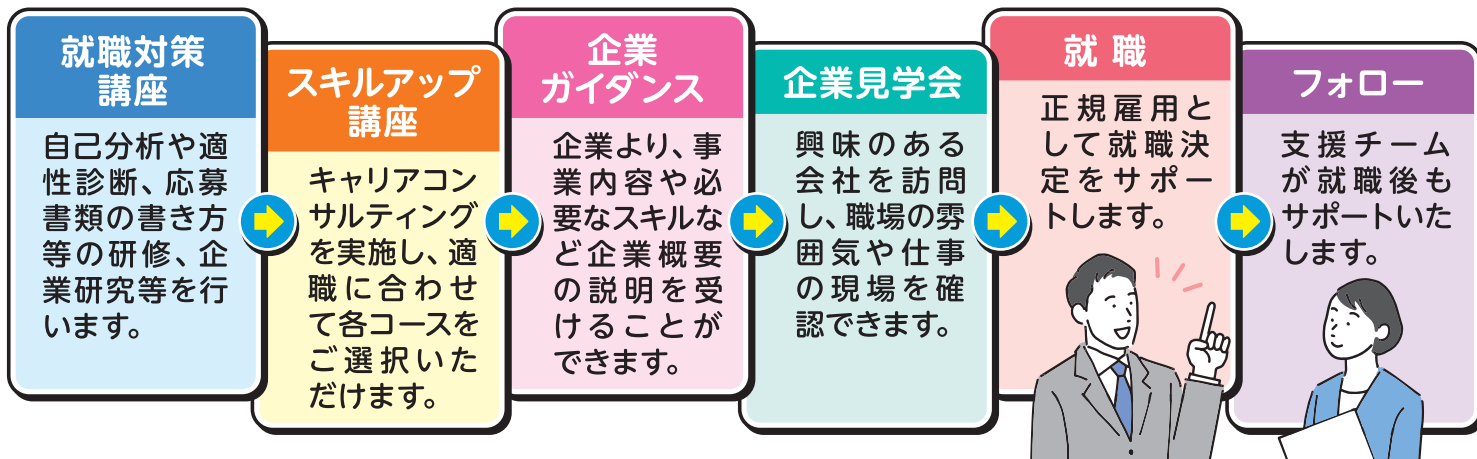 就職対策
講座
自己分析や適
性診断、応募
書類の書き方
等の研修、企
業研究等を行
います。
スキルアップ
講座
キャリアコン
サルティング
を実施し、適
職に合わせ
て各コースを
ご選択いた
だけます。
企業
ガイダンス
企業より、事
業内容や必
要なスキルな
ど企業概要
の説明を受
けることが
できます。
企業見学会
興味のある
会社を訪問
し、職場の雰
囲気や仕事
の現場を確
認できます。
就職
正規雇用と
して就職決
定をサポー
トします。
フォロー
支援チーム
が就職後も
サポートいた
します。